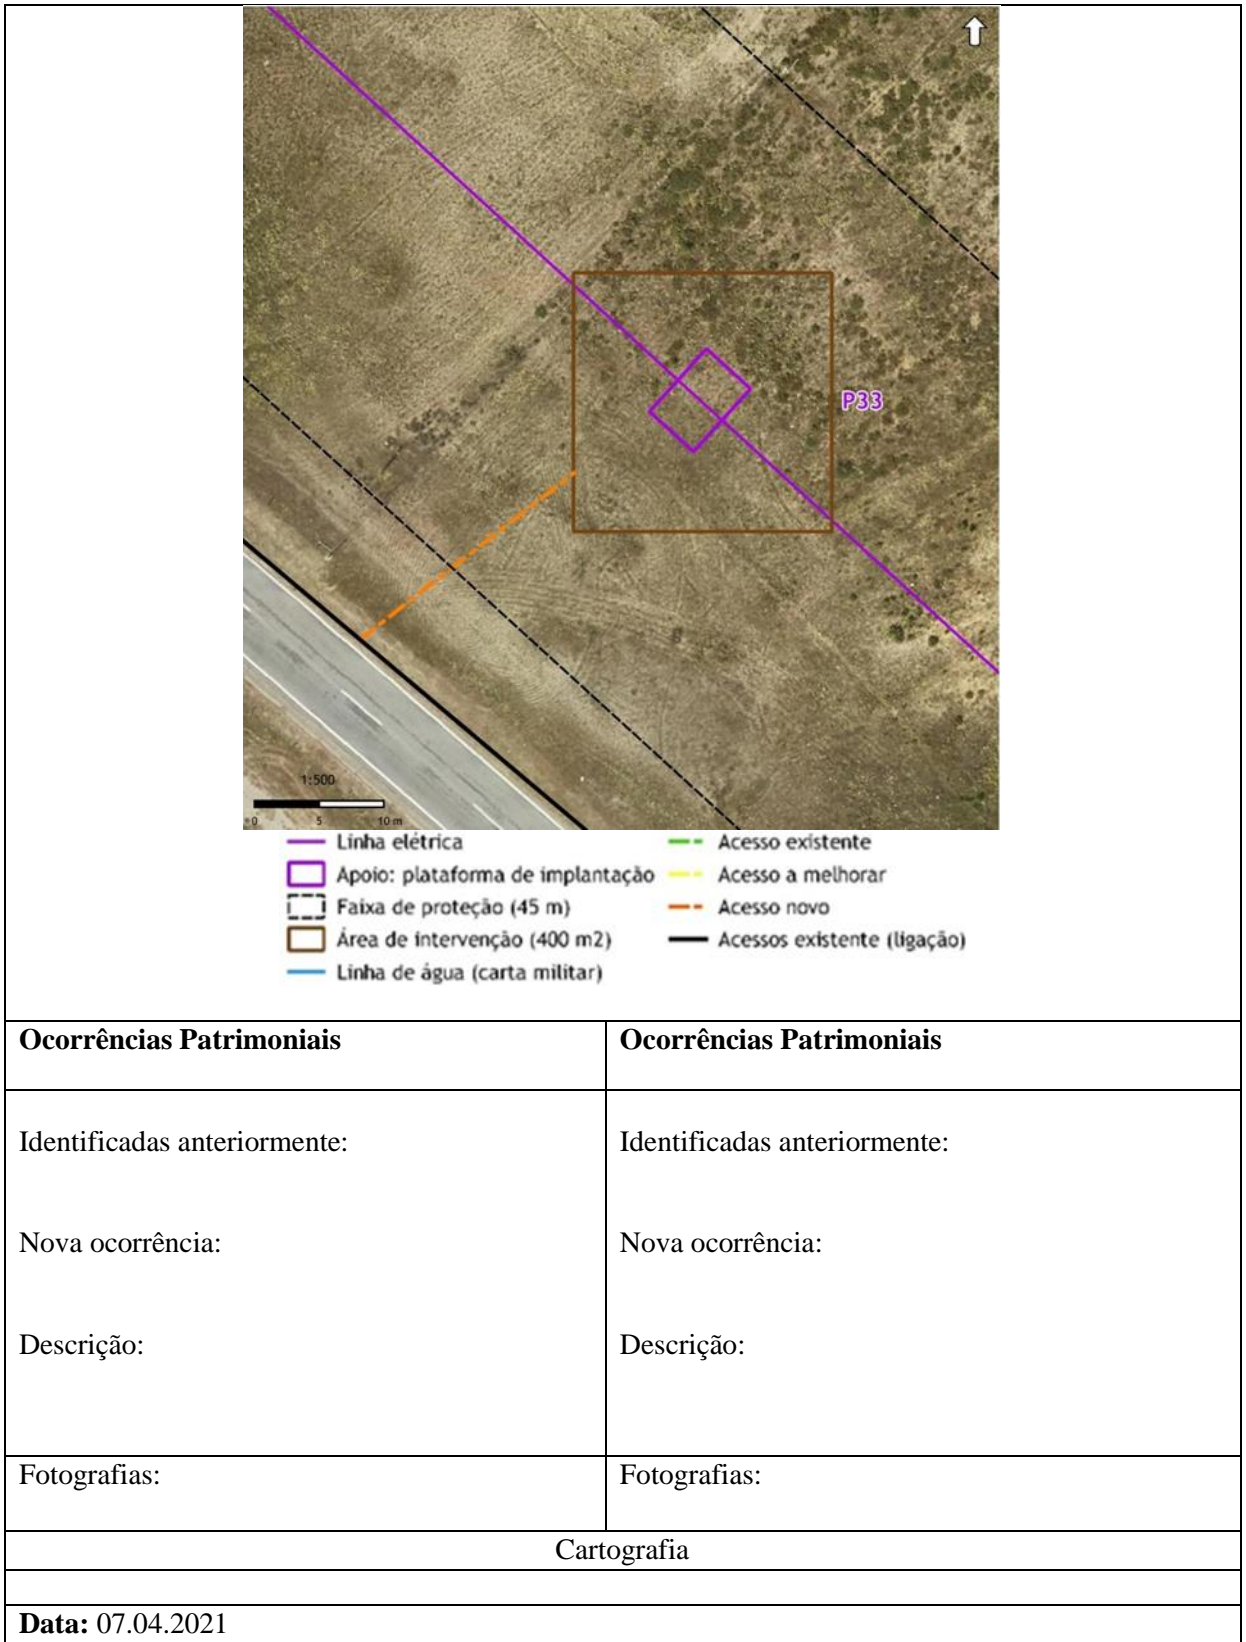 P33
1:500
0 5 10 m
Linha elétrica
Acesso existente
Apoio: plataforma de implantação
Acesso a melhorar
Faixa de proteção (45 m)
Acesso novo
Área de intervenção (400 m2)
Acessos existente (ligação)
Linha de água (carta militar)
Ocorrências Patrimoniais
Ocorrências Patrimoniais
Identificadas anteriormente:
Identificadas anteriormente:
Nova ocorrência:
Nova ocorrência:
Descrição:
Descrição:
Fotografias:
Fotografias:
Cartografia
Data: 07.04.2021